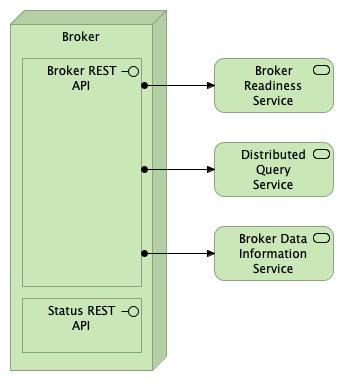 Broker
Broker REST
API
Broker
Readiness
Service
Distributed
Query
Service
Broker Data
Information
Service
Status REST
API